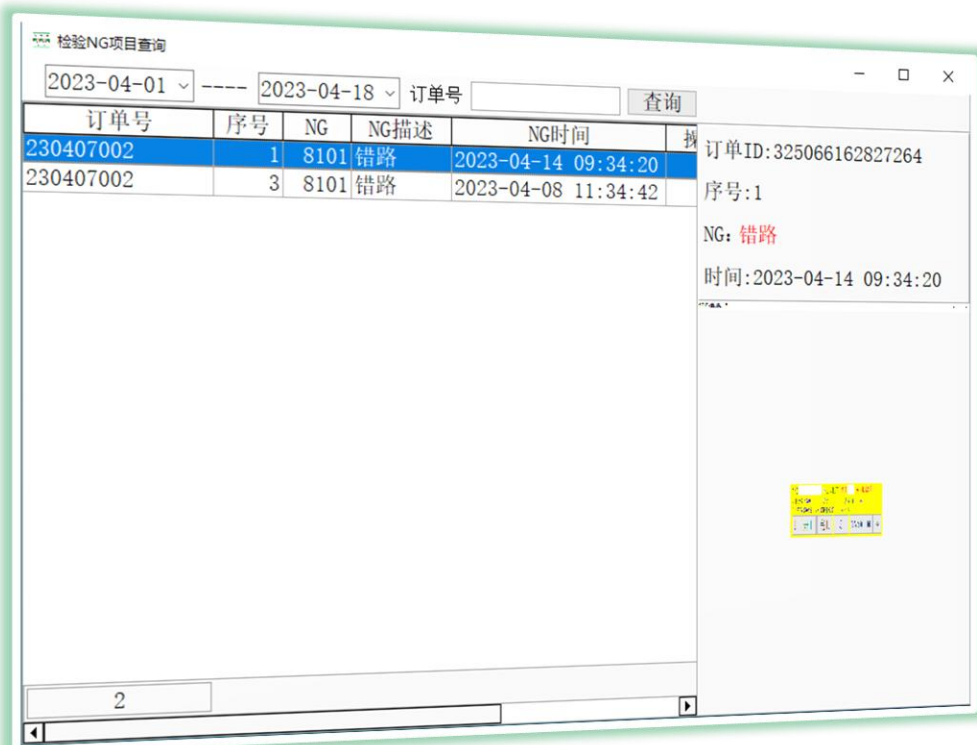 检验NG项目查询
2023-04-01 ---- 2023-04-18 订单号 查询
订单号 序号 NG NG描述 NG时间
230407002 1 8101 错路 2023-04-14 09:34:20
230407002 3 8101 错路 2023-04-08 11:34:42
订单ID:325066162827264
序号:1
NG: 错路
时间:2023-04-14 09:34:20
2